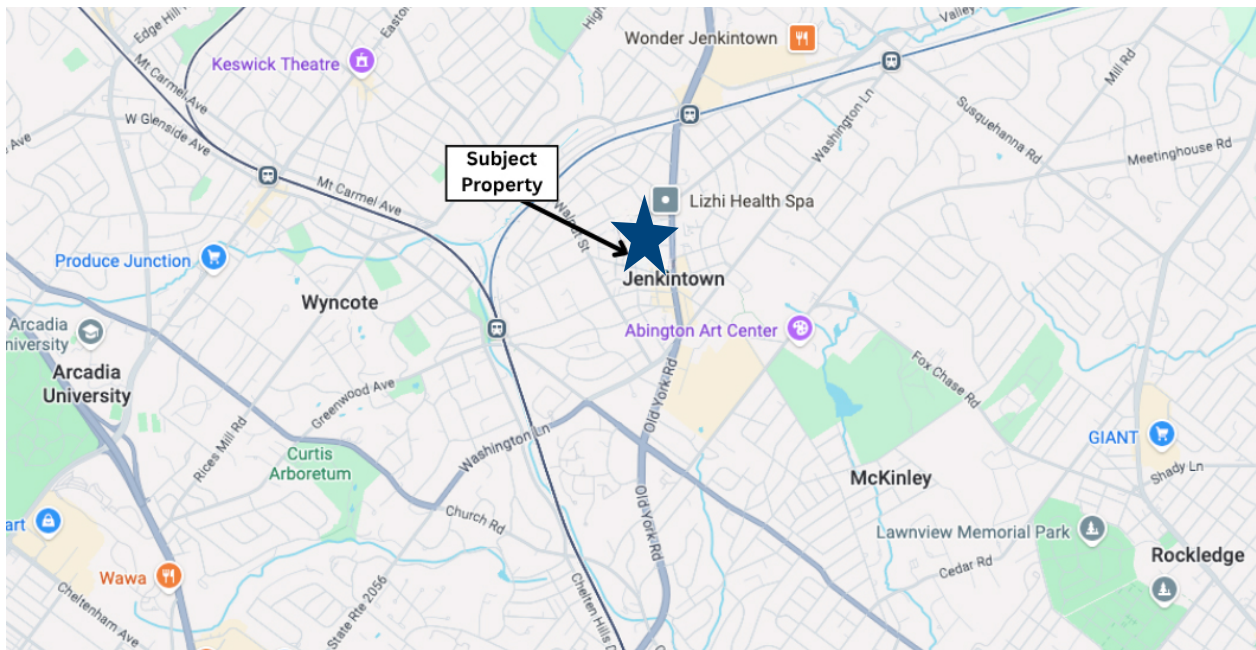 Edge Hill R
Easton
High
Valley
Wonder Jenkintown
Keswick Theatre
Mt Carmel Ave
Mill Rd
W Glenside Ave
Washington Ln
Susquehanna Rd
Meetinghouse Rd
n Ave
Subject
Property
Mt Carmel Ave
Walnut St
Lizhi Health Spa
Produce Junction
Jenkintown
Wyncote
Arcadia
niversity
Abington Art Center
Arcadia
University
Greenwood Ave
Old York Rd
Fox Chase Rd
Rices Mill Rd
Washington Ln
GIANT
Curtis
Arboretum
Shady Ln
McKinley
Old York Rd
art
Church Rd
Lawnview Memorial Park
Rockledge
Cedar Rd
Wawa
State Rte 2056
Chelten Hills D
Cheltenham Ave